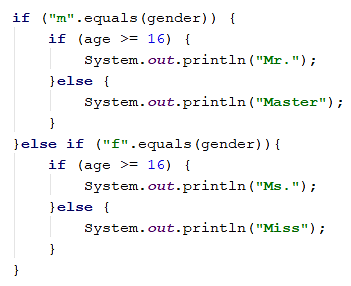 if ("m".equals(gender)) {
    if (age >= 16) {
        System.out.println("Mr.");
    }else {
        System.out.println("Master");
    }
}else if ("f".equals(gender)){
    if (age >= 16) {
        System.out.println("Ms.");
    }else {
        System.out.println("Miss");
    }
}